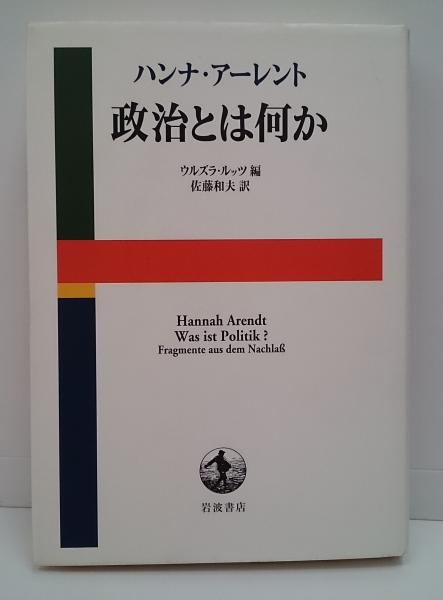 ハンナ・アーレント
政治とは何か
ウルズラ・ルッツ 編
佐藤和夫 訳
Hannah Arendt
Was ist Politik?
Fragmente aus dem Nachlaß
岩波書店